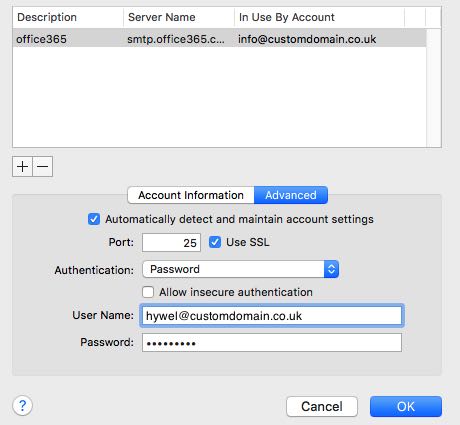 Description Server Name In Use By Account
office365 smtp.office365.c... info@customdomain.co.uk
+ −
Account Information Advanced
Automatically detect and maintain account settings
Port: 25 Use SSL
Authentication: Password
Allow insecure authentication
User Name: hywel@customdomain.co.uk
Password: •••••••••
? Cancel OK